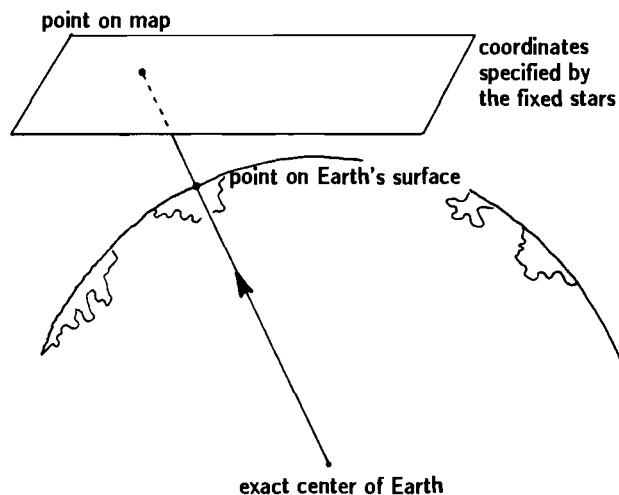 point on map
coordinates
specified by
the fixed stars
point on Earth's surface
exact center of Earth